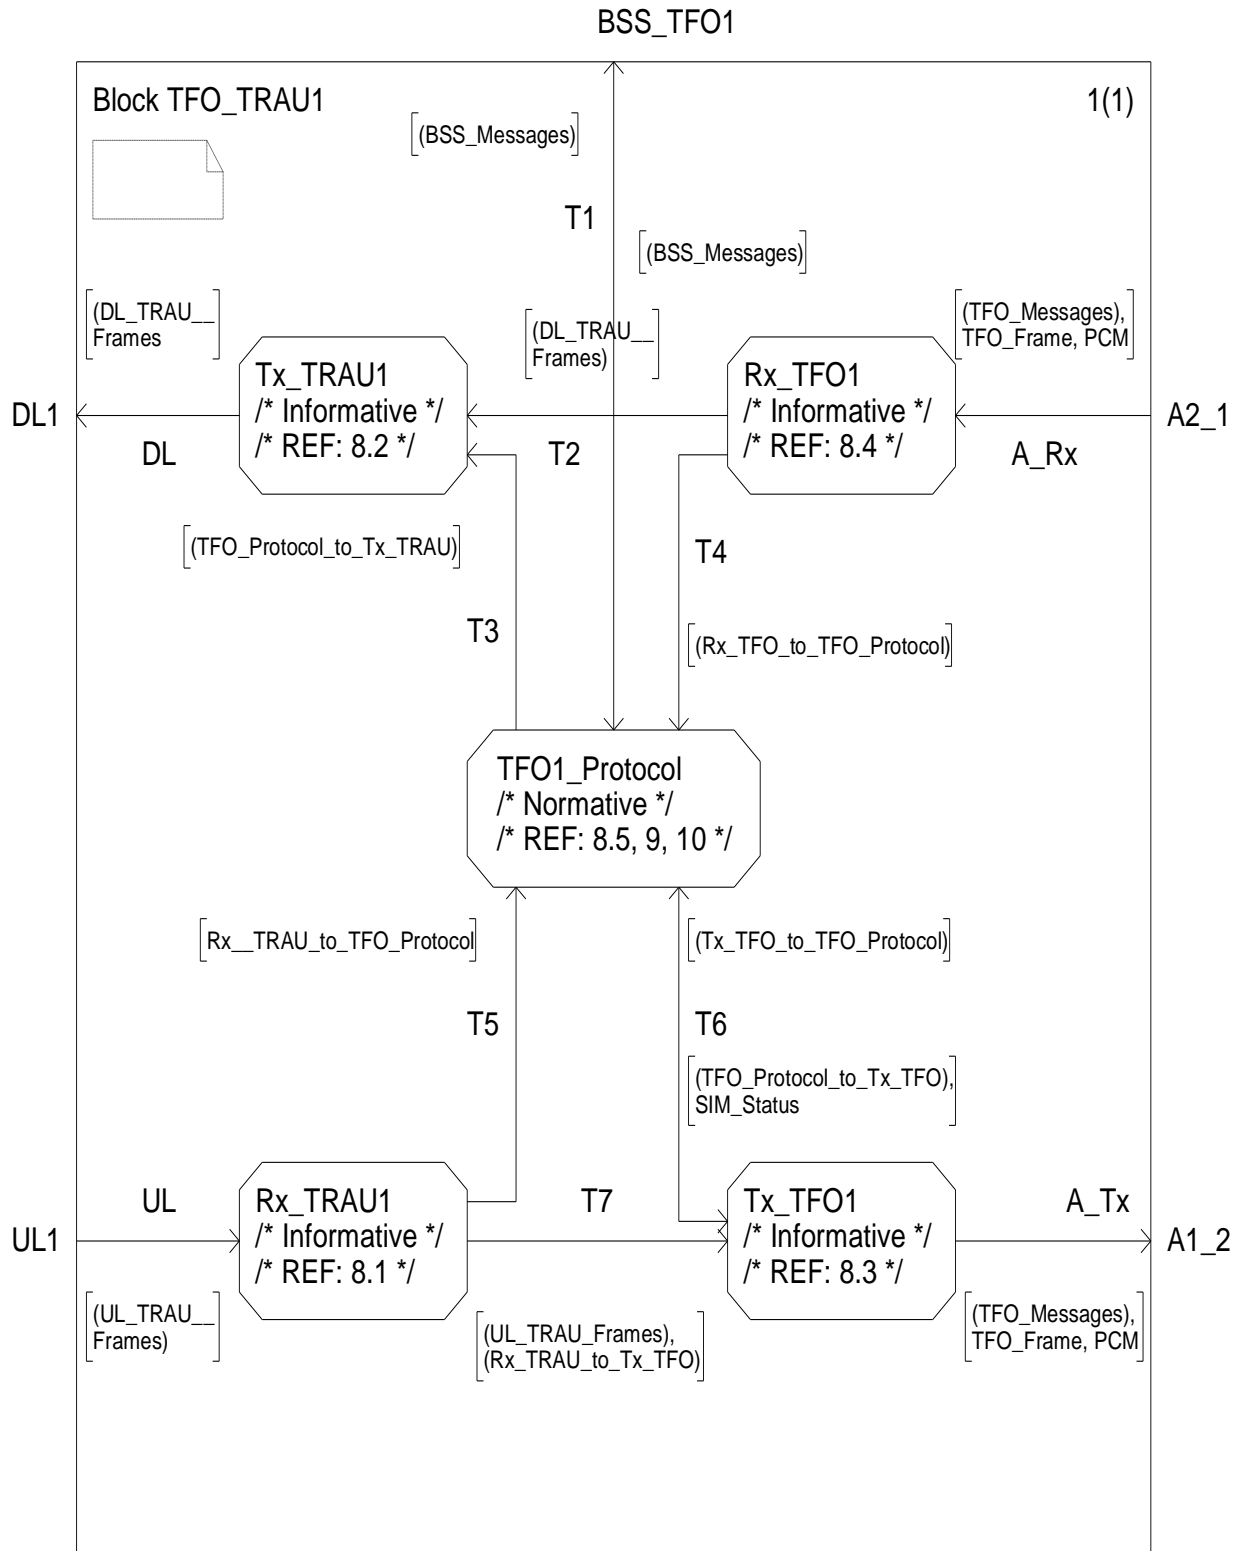 BSS_TFO1
Block TFO_TRAU1
1(1)
(BSS_Messages)
T1
(BSS_Messages)
(DL_TRAU__
Frames
(DL_TRAU__
Frames)
(TFO_Messages),
TFO_Frame, PCM
Tx_TRAU1
/* Informative */
/* REF: 8.2 */
Rx_TFO1
/* Informative */
/* REF: 8.4 */
DL1
A2_1
DL
T2
A_Rx
(TFO_Protocol_to_Tx_TRAU)
T4
T3
(Rx_TFO_to_TFO_Protocol)
TFO1_Protocol
/* Normative */
/* REF: 8.5, 9, 10 */
Rx__TRAU_to_TFO_Protocol
(Tx_TFO_to_TFO_Protocol)
T5
T6
(TFO_Protocol_to_Tx_TFO),
SIM_Status
UL
Rx_TRAU1
/* Informative */
/* REF: 8.1 */
T7
Tx_TFO1
/* Informative */
/* REF: 8.3 */
A_Tx
UL1
A1_2
(UL_TRAU__
Frames)
(UL_TRAU_Frames),
(Rx_TRAU_to_Tx_TFO)
(TFO_Messages),
TFO_Frame, PCM